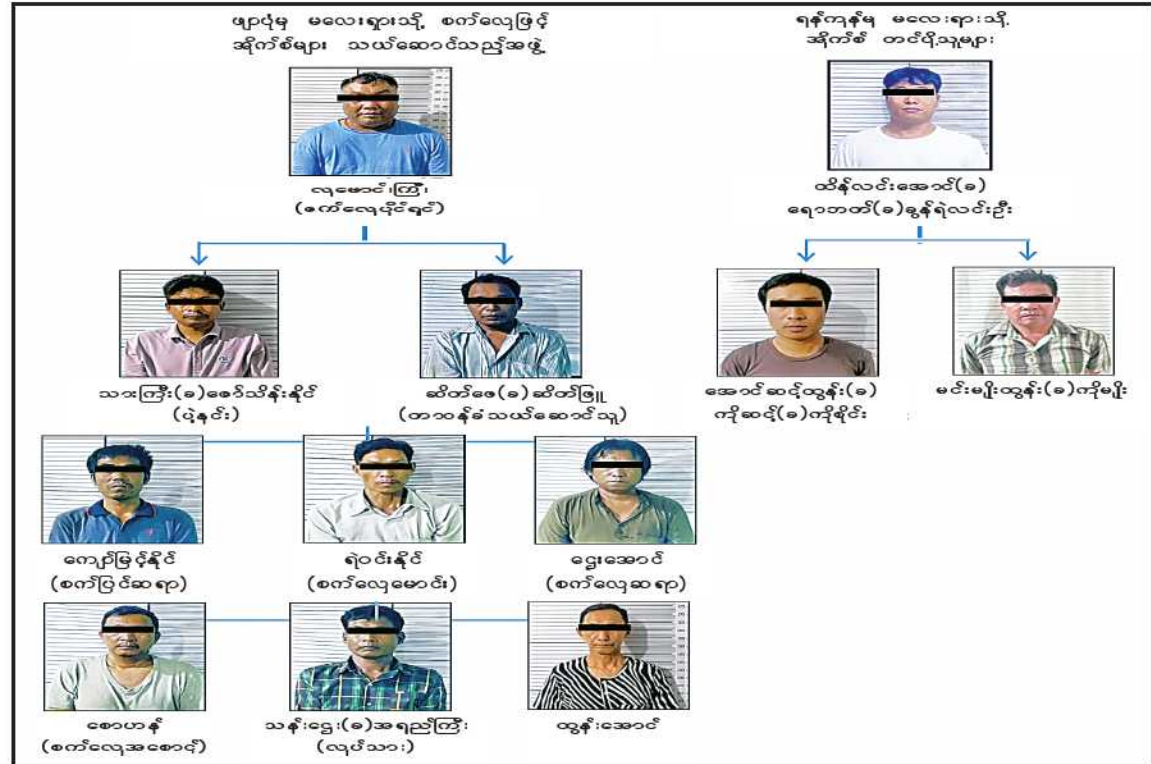 ဖျာပုံမှ မလေးရှားသို့ စက်လှေဖြင့်
အိုက်စ်များ သယ်ဆောင်သည့်အဖွဲ့
ရန်ကုန်မှ မလေးရှားသို့
အိုက်စ် တင်ပို့သူများ
(စက်လှေပိုင်ရှင်)
ထိန်လင်းအောင်(ခ)
ရောဘတ်(ခ)ခွန်ရဲလင်းဦး
သားကြီး(ခ)ဇော်သိန်းနိုင်
(ပဲ့နင်း)
ဆိတ်ဖေ(ခ)ဆိတ်ဖြူ
(တာဝန်ခံသယ်ဆောင်သူ)
အောင်ဆင့်ထွန်း(ခ)
ကိုဆင့်(ခ)ကိုစိုင်း
မင်းမျိုးထွန်း(ခ)ကိုမျိုး
ကျော်မြင့်နိုင်
(စက်ပြင်ဆရာ)
ရဲဝင်းနိုင်
(စက်လှေမောင်း)
ဌေးအောင်
(စက်လှေဆရာ)
စောဟန်
(စက်လှေအစောင့်)
သန်းဌေး(ခ)အရည်ကြီး
(လုပ်သား)
ထွန်းအောင်